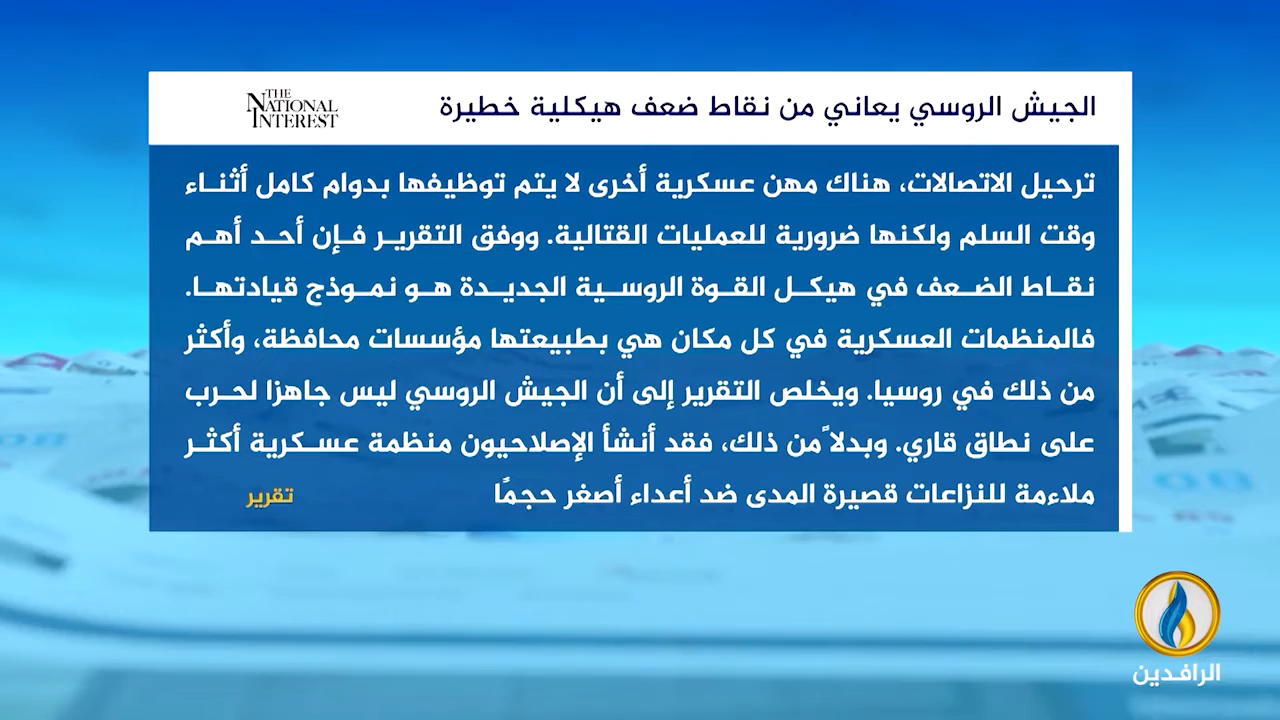 الجيش الروسي يعاني من نقاط ضعف هيكلية خطيرة
THE
NATIONAL
INTEREST
ترحيل الاتصالات، هناك مهن عسكرية أخرى لا يتم توظيفها بدوام كامل أثناء
وقت السلم ولكنها ضرورية للعمليات القتالية. ووفق التقرير فإن أحد أهم
نقاط الضعف في هيكل القوة الروسية الجديدة هو نموذج قيادتها.
فالمنظمات العسكرية في كل مكان هي بطبيعتها مؤسسات محافظة، وأكثر
من ذلك في روسيا. ويخلص التقرير إلى أن الجيش الروسي ليس جاهزا لحرب
على نطاق قاري. وبدلاً من ذلك، فقد أنشأ الإصلاحيون منظمة عسكرية أكثر
ملاءمة للنزاعات قصيرة المدى ضد أعداء أصغر حجمًا
تقرير
الرافدين